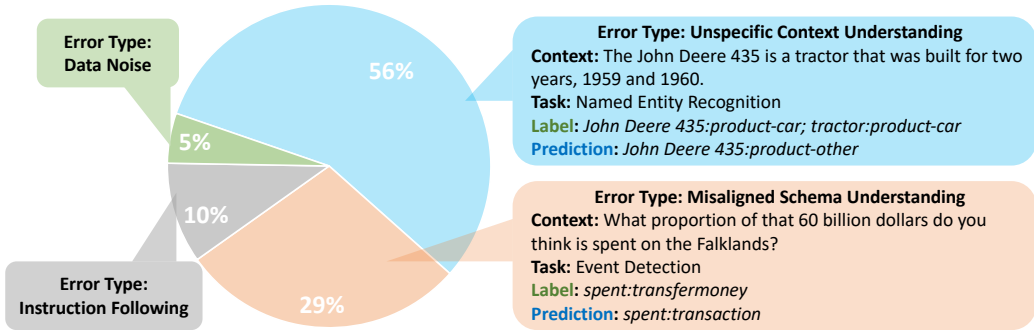 Error Type:
Data Noise
56%
5%
10%
29%
Error Type:
Instruction Following
Error Type: Unspecific Context Understanding
Context: The John Deere 435 is a tractor that was built for two
years, 1959 and 1960.
Task: Named Entity Recognition
Label: John Deere 435:product-car; tractor:product-car
Prediction: John Deere 435:product-other
Error Type: Misaligned Schema Understanding
Context: What proportion of that 60 billion dollars do you
think is spent on the Falklands?
Task: Event Detection
Label: spent:transfermoney
Prediction: spent:transaction